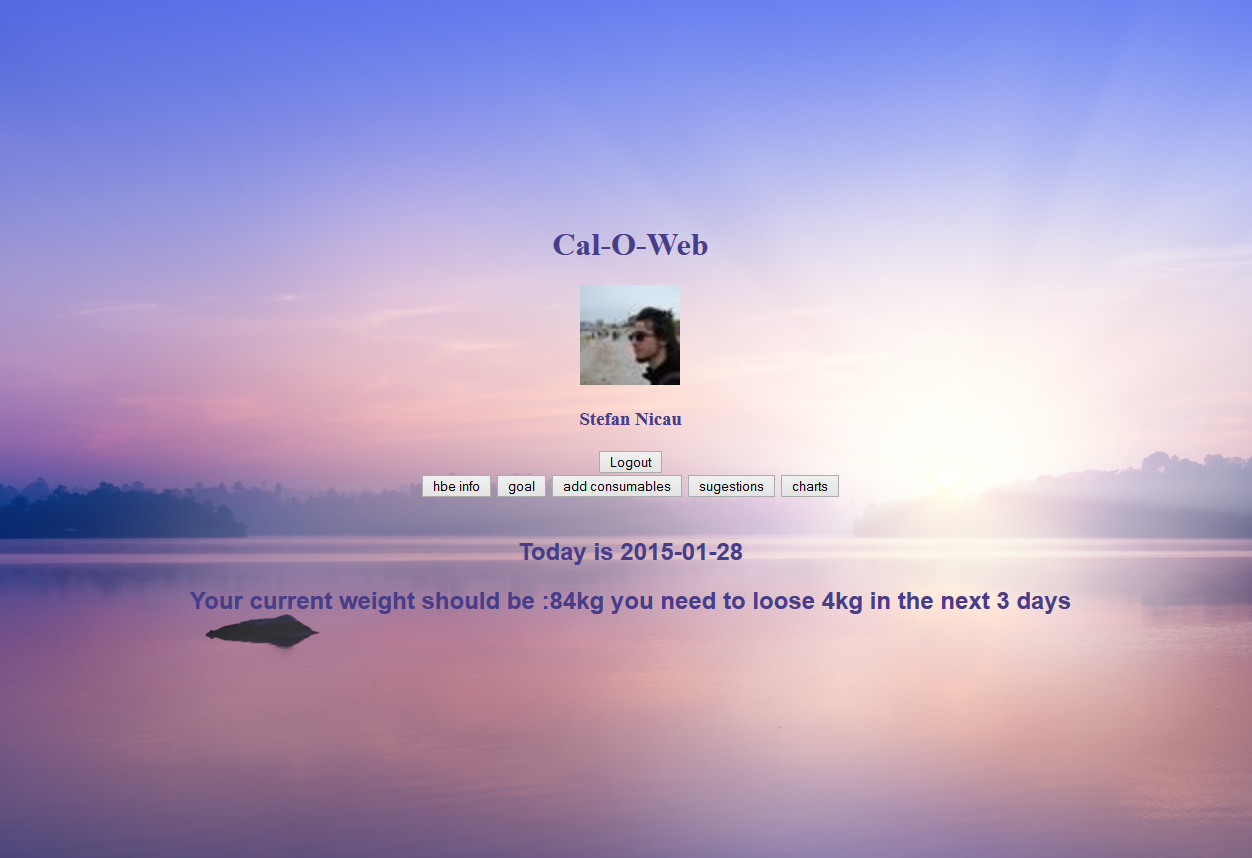 Cal-O-Web
Stefan Nicau
Logout
hbe info goal add consumables sugestions charts
Today is 2015-01-28
Your current weight should be :84kg you need to loose 4kg in the next 3 days